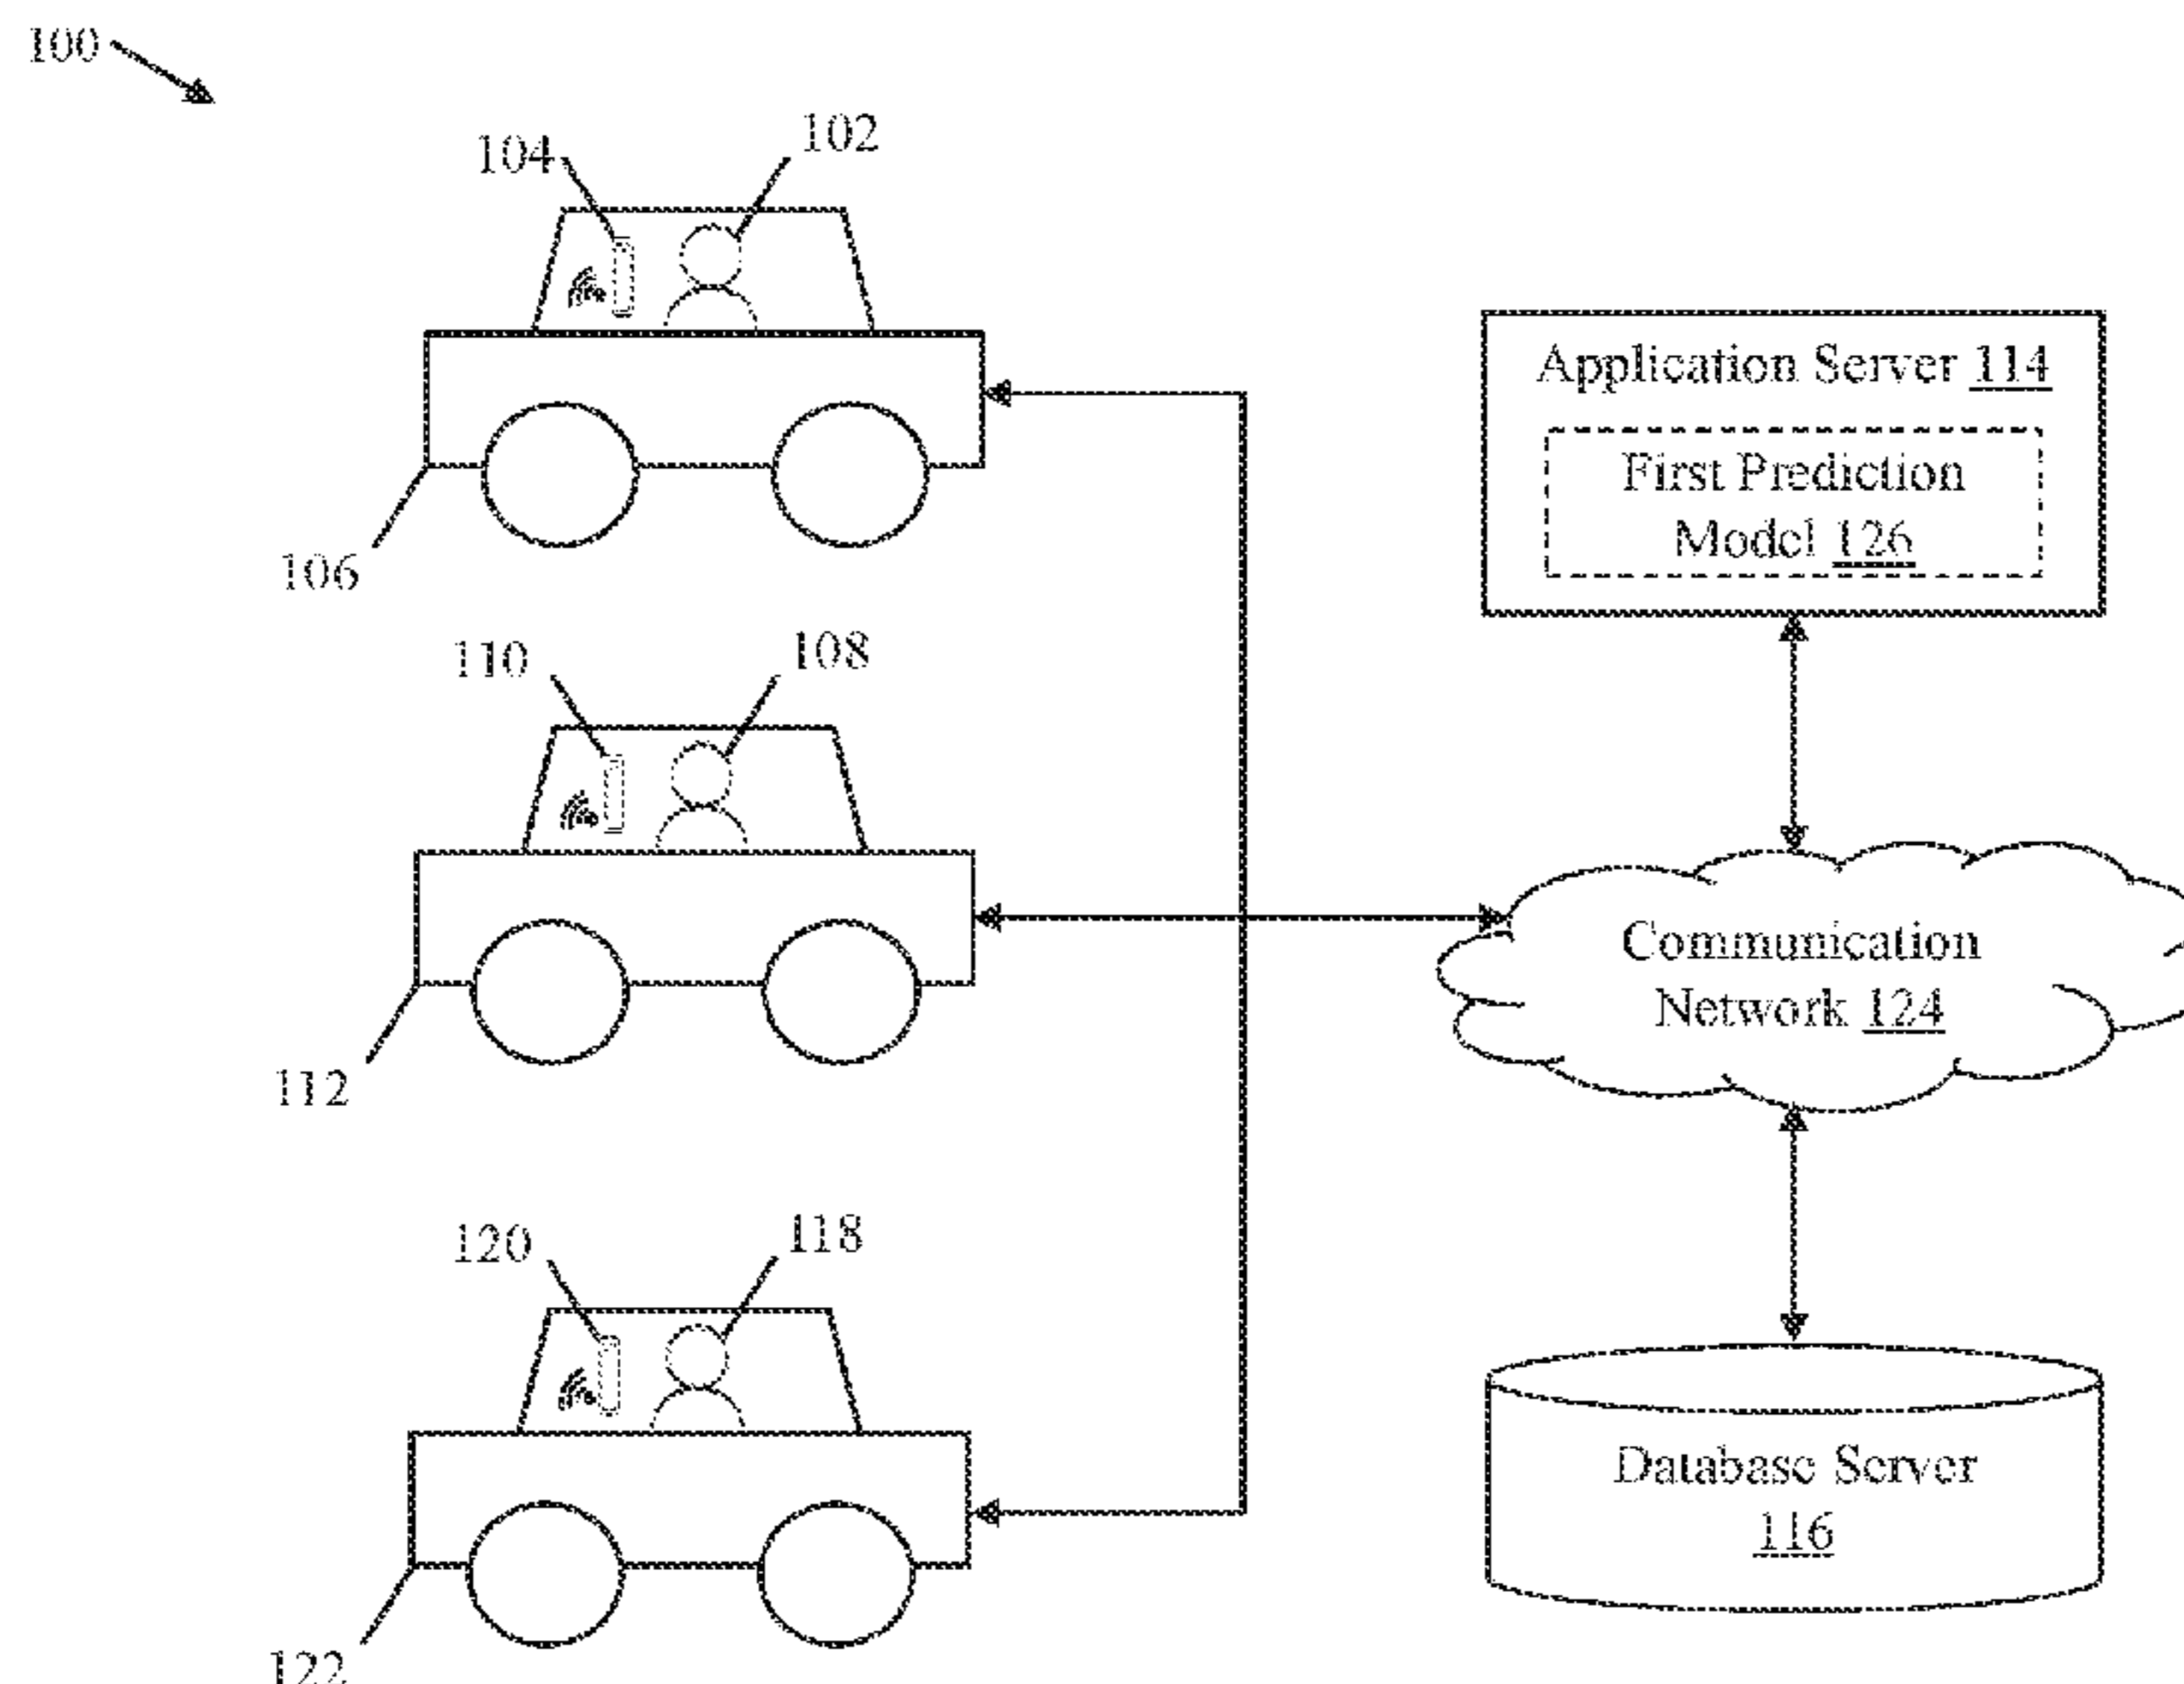 100
104
102
106
Application Server 114
First Prediction
Model 126
110
108
112
Communication
Network 124
120
118
122
Database Server
116